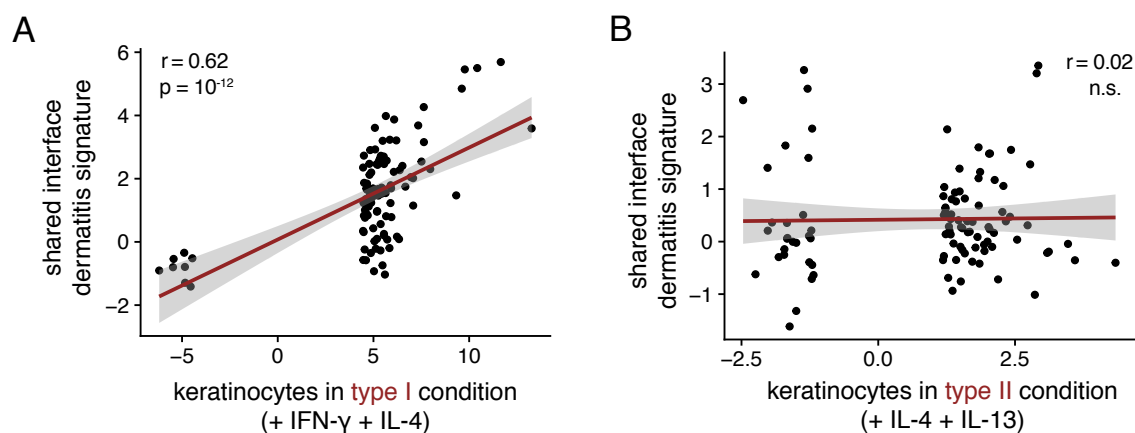 A
r = 0.62
p = 10⁻¹²
shared interface
dermatitis signature
6
4
2
0
−2
−5
0
5
10
keratinocytes in type I condition
(+ IFN-γ + IL-4)
B
r = 0.02
n.s.
shared interface
dermatitis signature
3
2
1
0
−1
−2.5
0.0
2.5
keratinocytes in type II condition
(+ IL-4 + IL-13)